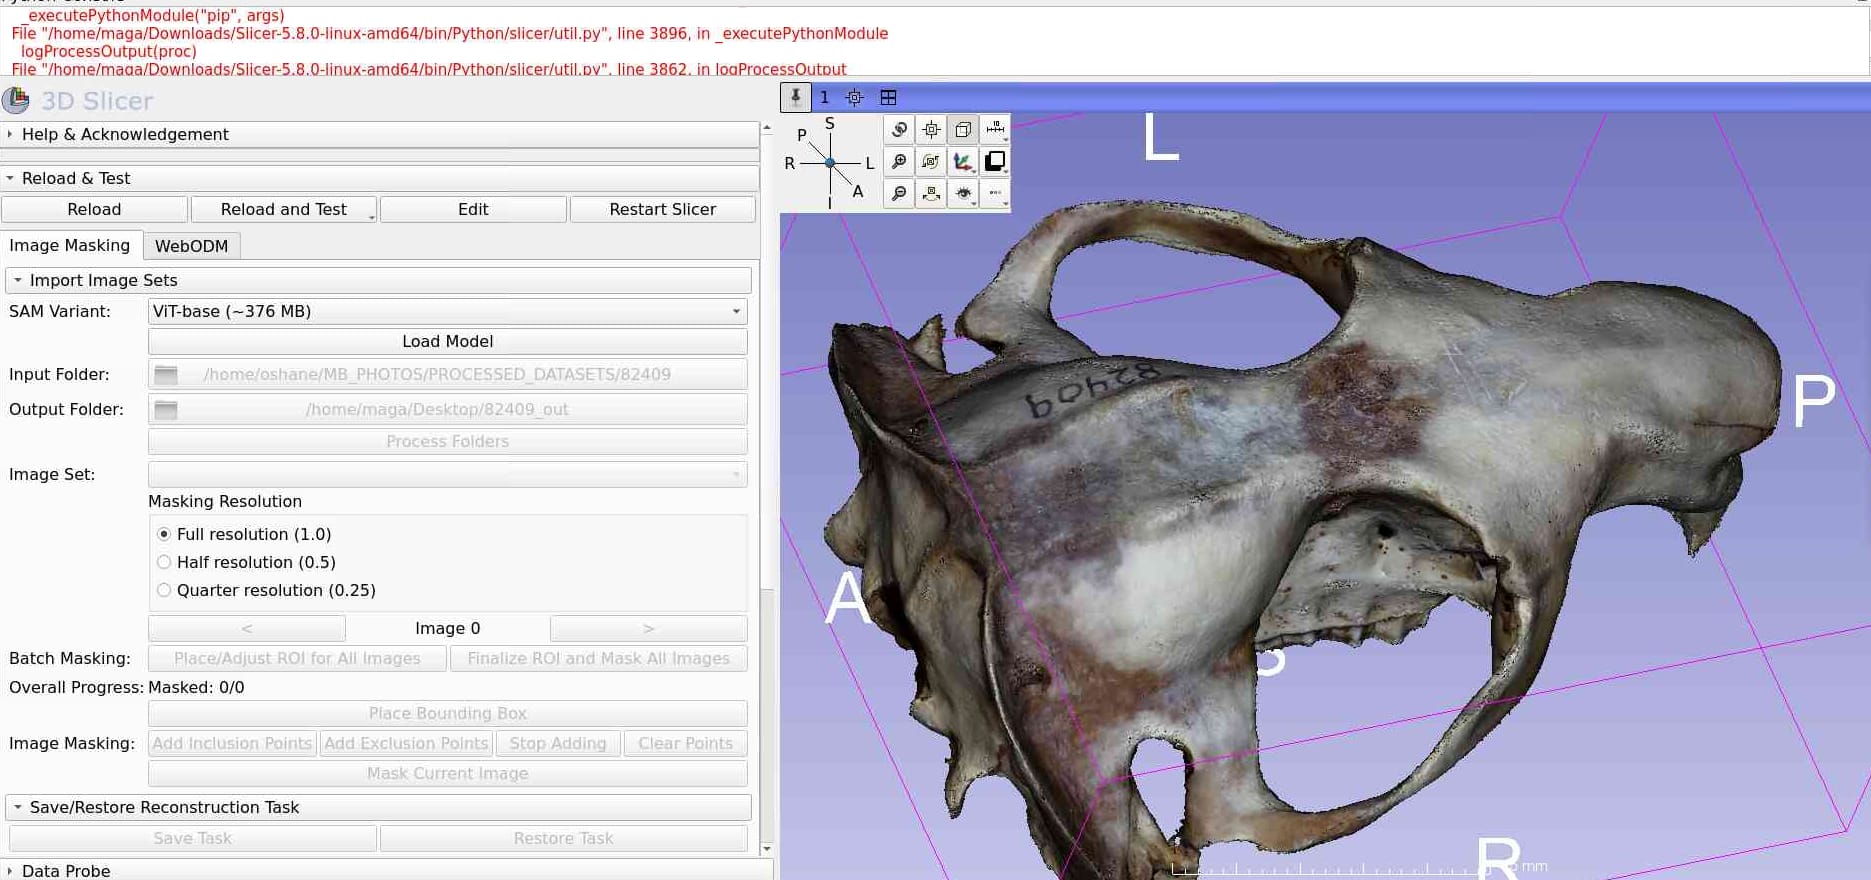 _executePythonModule("pip", args)
File "/home/maga/Downloads/Slicer-5.8.0-linux-amd64/bin/Python/slicer/util.py", line 3896, in _executePythonModule
logProcessOutput(proc)
File "/home/maga/Downloads/Slicer-5.8.0-linux-amd64/bin/Python/slicer/util.py", line 3862, in logProcessOutput
3D Slicer
Help & Acknowledgement
Reload & Test
Reload
Reload and Test
Edit
Restart Slicer
Image Masking
WebODM
Import Image Sets
SAM Variant: ViT-base (~376 MB)
Load Model
Input Folder: /home/oshane/MB_PHOTOS/PROCESSED_DATASETS/82409
Output Folder: /home/maga/Desktop/82409_out
Process Folders
Image Set:
Masking Resolution
Full resolution (1.0)
Half resolution (0.5)
Quarter resolution (0.25)
< Image 0 >
Batch Masking: Place/Adjust ROI for All Images Finalize ROI and Mask All Images
Overall Progress: Masked: 0/0
Place Bounding Box
Image Masking: Add Inclusion Points Add Exclusion Points Stop Adding Clear Points
Mask Current Image
Save/Restore Reconstruction Task
Save Task Restore Task
Data Probe
1
S
P
R
L
A
I
L
P
82409
A
S
R
mm